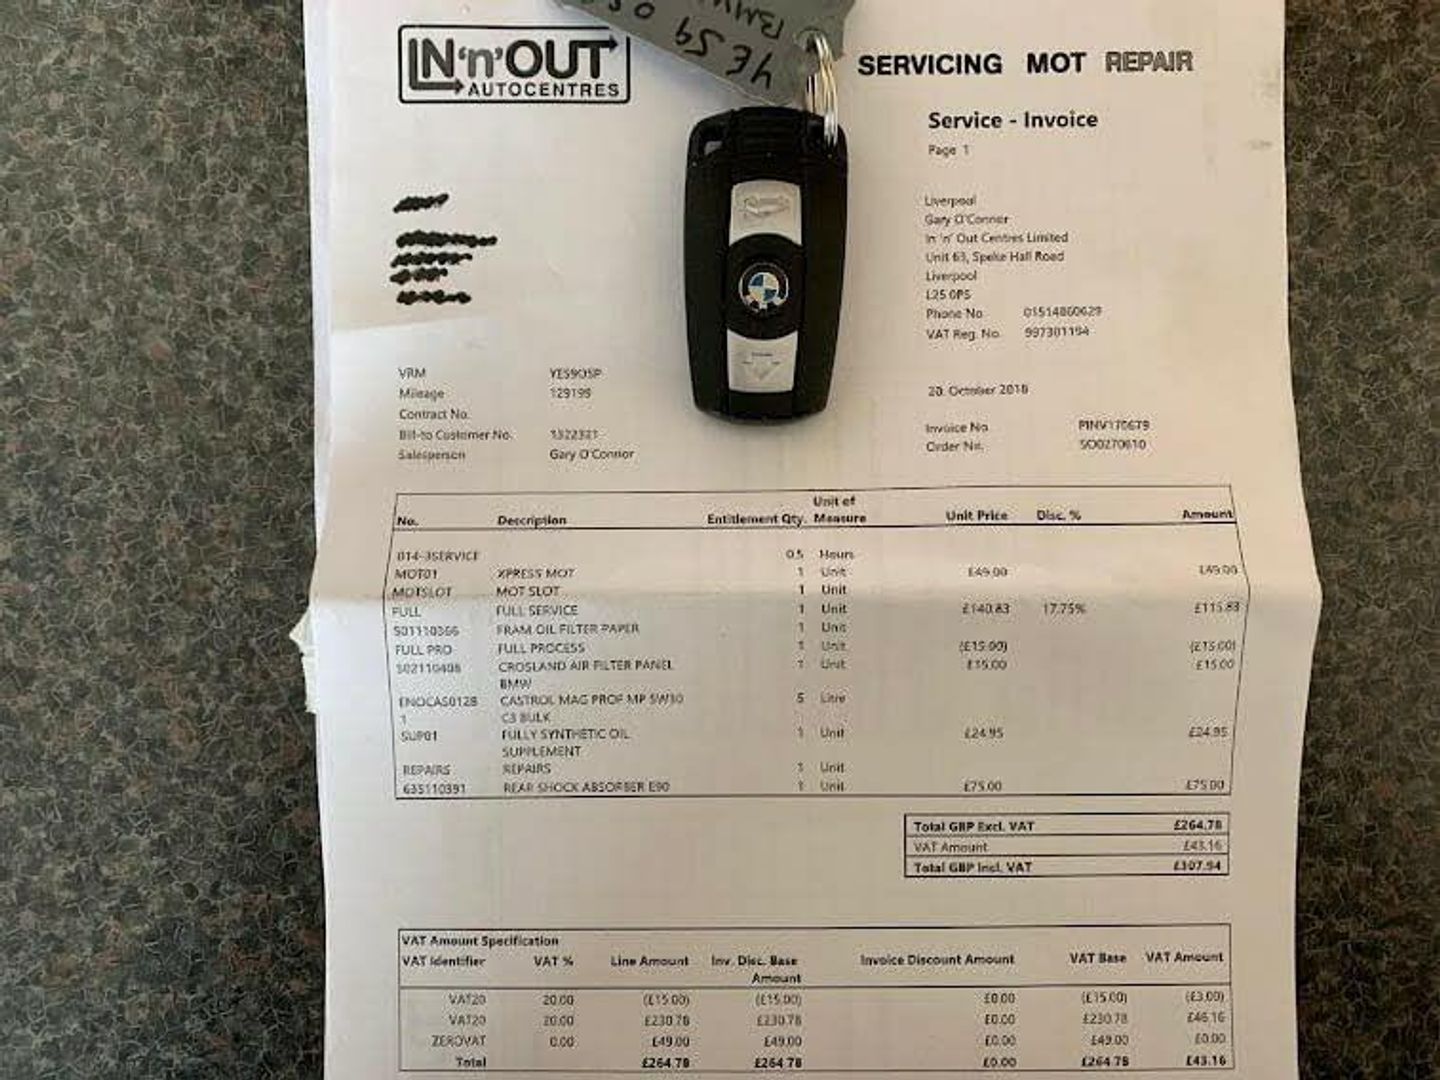 IN'n'OUT
AUTOCENTRES
YE59
BMW
SERVICING MOT REPAIR
Service - Invoice
Page 1
Liverpool
Gary O'Connor
In 'n' Out Centres Limited
Unit 63, Speke Hall Road
Liverpool
L25 0PS
Phone No 01514860629
VAT Reg. No. 997301194
VRM YE59OSP
Mileage 129199
Contract No.
Bill-to Customer No. 1322321
Salesperson Gary O'Connor
20. October 2018
Invoice No PINV170679
Order No. SO0270610
No. Description Entitlement Qty. Unit of Measure Unit Price Disc. % Amount
014-3SERVICE 0.5 Hours
MOT01 XPRESS MOT 1 Unit £49.00 £49.00
MOTSLOT MOT SLOT 1 Unit
FULL FULL SERVICE 1 Unit £140.83 17.75% £115.83
S01110366 FRAM OIL FILTER PAPER 1 Unit
FULL PRO FULL PROCESS 1 Unit (£15.00) (£15.00)
S02110408 CROSLAND AIR FILTER PANEL 1 Unit £15.00 £15.00
BMW
ENOCAS0128 CASTROL MAG PROF MP 5W30 5 Litre
1 C3 BULK
SUP01 FULLY SYNTHETIC OIL 1 Unit £24.95 £24.95
SUPPLEMENT
REPAIRS REPAIRS 1 Unit
635110391 REAR SHOCK ABSORBER E90 1 Unit £75.00 £75.00
Total GBP Excl. VAT £264.78
VAT Amount £43.16
Total GBP Incl. VAT £307.94
VAT Amount Specification
VAT Identifier VAT % Line Amount Inv. Disc. Base Amount Invoice Discount Amount VAT Base VAT Amount
VAT20 20.00 (£15.00) (£15.00) £0.00 (£15.00) (£3.00)
VAT20 20.00 £230.78 £230.78 £0.00 £230.78 £46.16
ZEROVAT 0.00 £49.00 £49.00 £0.00 £49.00 £0.00
Total £264.78 £264.78 £0.00 £264.78 £43.16